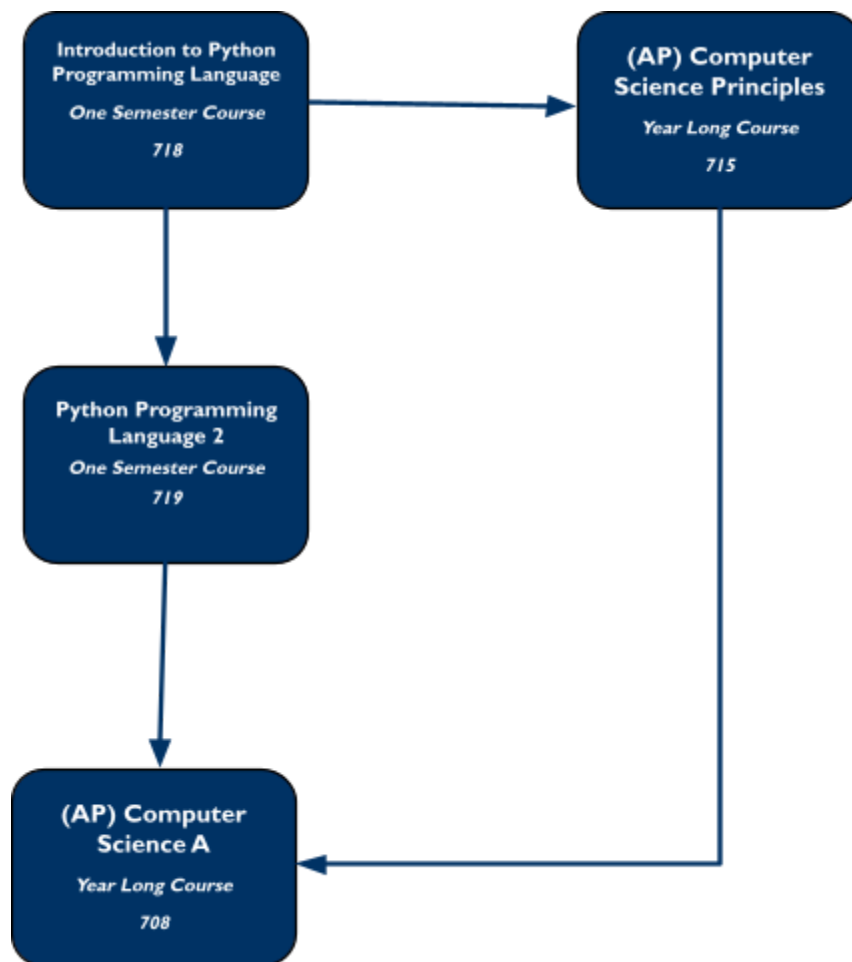 Introduction to Python
Programming Language
One Semester Course
718
(AP) Computer
Science Principles
Year Long Course
715
Python Programming
Language 2
One Semester Course
719
(AP) Computer
Science A
Year Long Course
708